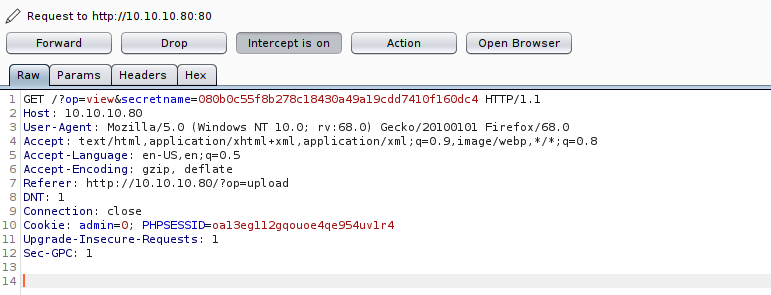 Request to http://10.10.10.80:80
Forward Drop Intercept is on Action Open Browser
Raw Params Headers Hex
1 GET /?op=view&secretname=080b0c55f8b278c18430a49a19cdd7410f160dc4 HTTP/1.1
2 Host: 10.10.10.80
3 User-Agent: Mozilla/5.0 (Windows NT 10.0; rv:68.0) Gecko/20100101 Firefox/68.0
4 Accept: text/html,application/xhtml+xml,application/xml;q=0.9,image/webp,*/*;q=0.8
5 Accept-Language: en-US,en;q=0.5
6 Accept-Encoding: gzip, deflate
7 Referer: http://10.10.10.80/?op=upload
8 DNT: 1
9 Connection: close
10 Cookie: admin=0; PHPSESSID=oa13eg112gqouoe4qe954uv1r4
11 Upgrade-Insecure-Requests: 1
12 Sec-GPC: 1
13
14